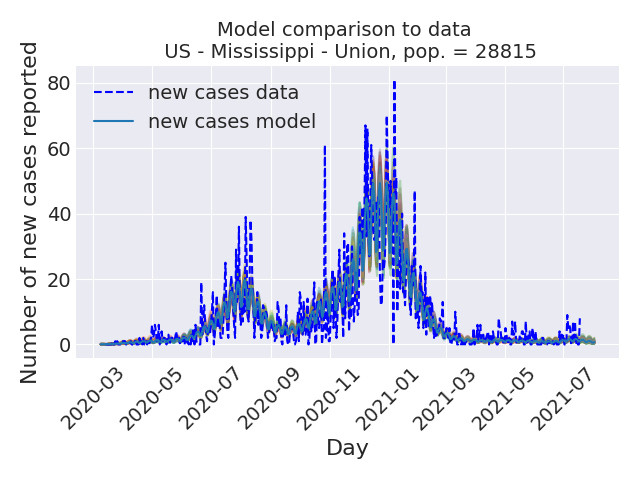 Model comparison to data
US - Mississippi - Union, pop. = 28815
Number of new cases reported
80
60
40
20
0
new cases data
new cases model
2020-03
2020-05
2020-07
2020-09
2020-11
2021-01
2021-03
2021-05
2021-07
Day